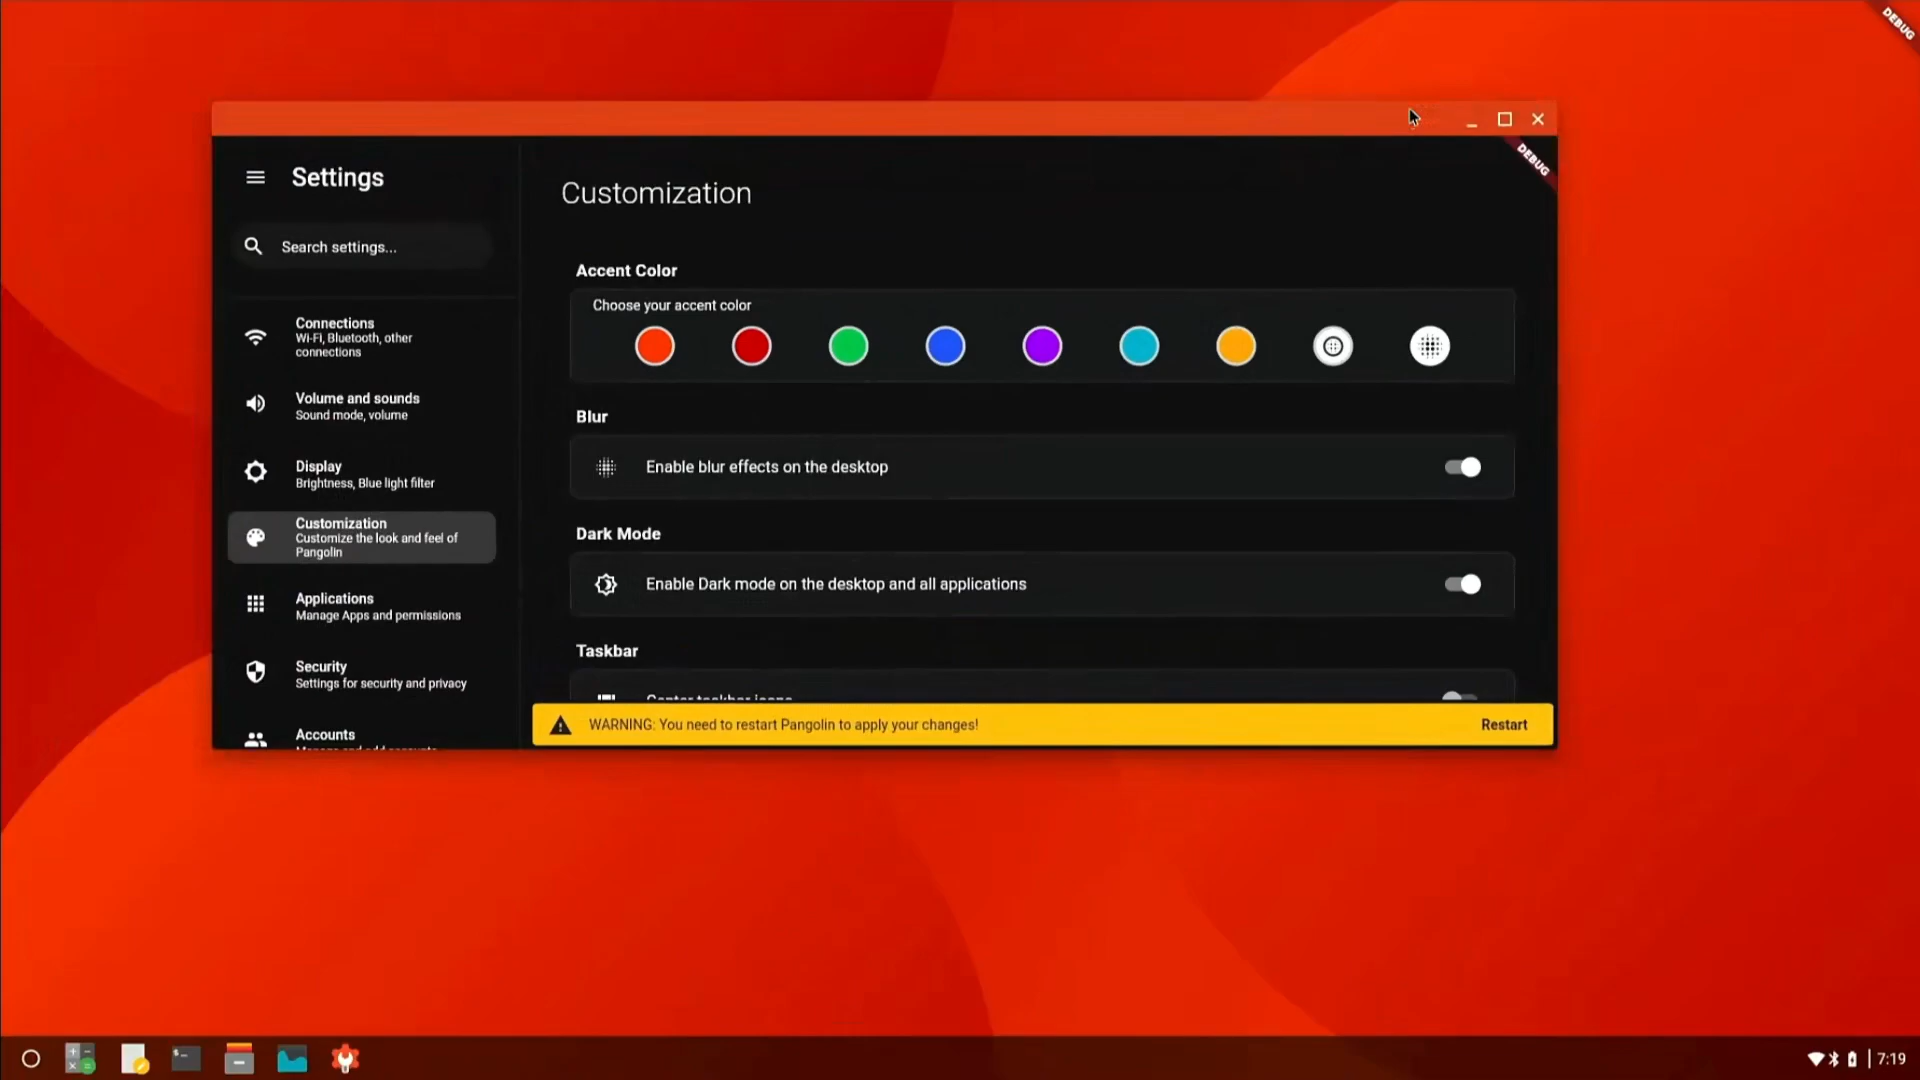 DEBUG
DEBUG
Settings
Search settings...
Connections
Wi-Fi, Bluetooth, other
connections
Volume and sounds
Sound mode, volume
Display
Brightness, Blue light filter
Customization
Customize the look and feel of
Pangolin
Applications
Manage Apps and permissions
Security
Settings for security and privacy
Accounts
Customization
Accent Color
Choose your accent color
Blur
Enable blur effects on the desktop
Dark Mode
Enable Dark mode on the desktop and all applications
Taskbar
Center taskbar icons
WARNING: You need to restart Pangolin to apply your changes!
Restart
7:19